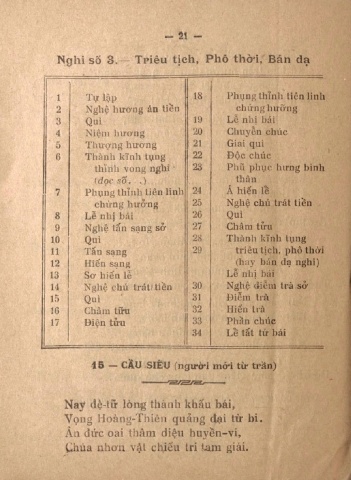 — 21 —
Nghi số 3.— Triêu tịch, Phô thời, Bán dạ
1 Tự lộp
2 Nghệ hương án tiền
3 Qui
4 Niệm hương
5 Thượng hương
6 Thành kĩnh tụng
thỉnh vong nghi
(đọc số. .)
7 Phụng thỉnh tiên linh
chứng hưởng
8 Lễ nhị bái
9 Nghệ tấn sang sở
10 Qui
11 Tấu sang
12 Hiến sang
13 Sơ hiến lễ
14 Nghệ chủ trát tiền
15 Qui
16 Châm tữu
17 Điện tửu
18 Phụng thỉnh tiên linh
chứng hưởng
19 Lễ nhị bái
20 Chuyển chúc
21 Giai qui
22 Độc chúc
23 Phủ phục hưng bình
thân
24 Á hiến lễ
25 Nghệ chủ trát tiền
26 Qui
27 Châm tửu
28 Thành kĩnh tụng
29 triêu tịch, phô thời
(hay bán dạ nghi)
Lễ nhị bái
30 Nghệ điểm trà sở
31 Điểm trà
32 Hiến trà
33 Phần chúc
34 Lễ tất tứ bái
15 — CẦU SIÊU (người mới từ trần)
Nay đệ-tử lòng thành khấu bái,
Vọng Hoàng-Thiên quảng đại từ bi.
Ân đức oai thâm diệu huyền-vi,
Chúa nhơn vật chiếu tri tam giái.